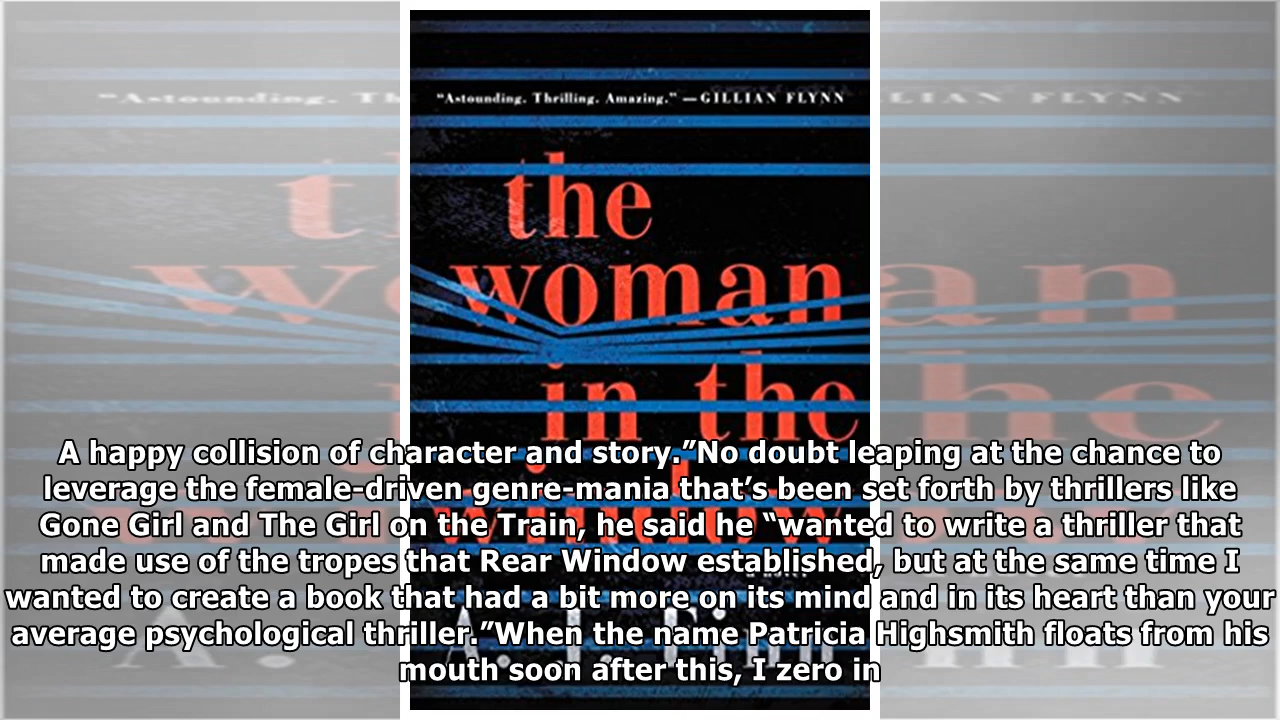 “Astounding. Thrilling. Amazing.” —GILLIAN FLYNN
the
woman
in the
window
a novel
A. J. Finn
A happy collision of character and story.”No doubt leaping at the chance to
leverage the female-driven genre-mania that’s been set forth by thrillers like
Gone Girl and The Girl on the Train, he said he “wanted to write a thriller that
made use of the tropes that Rear Window established, but at the same time I
wanted to create a book that had a bit more on its mind and in its heart than your
average psychological thriller.”When the name Patricia Highsmith floats from his
mouth soon after this, I zero in